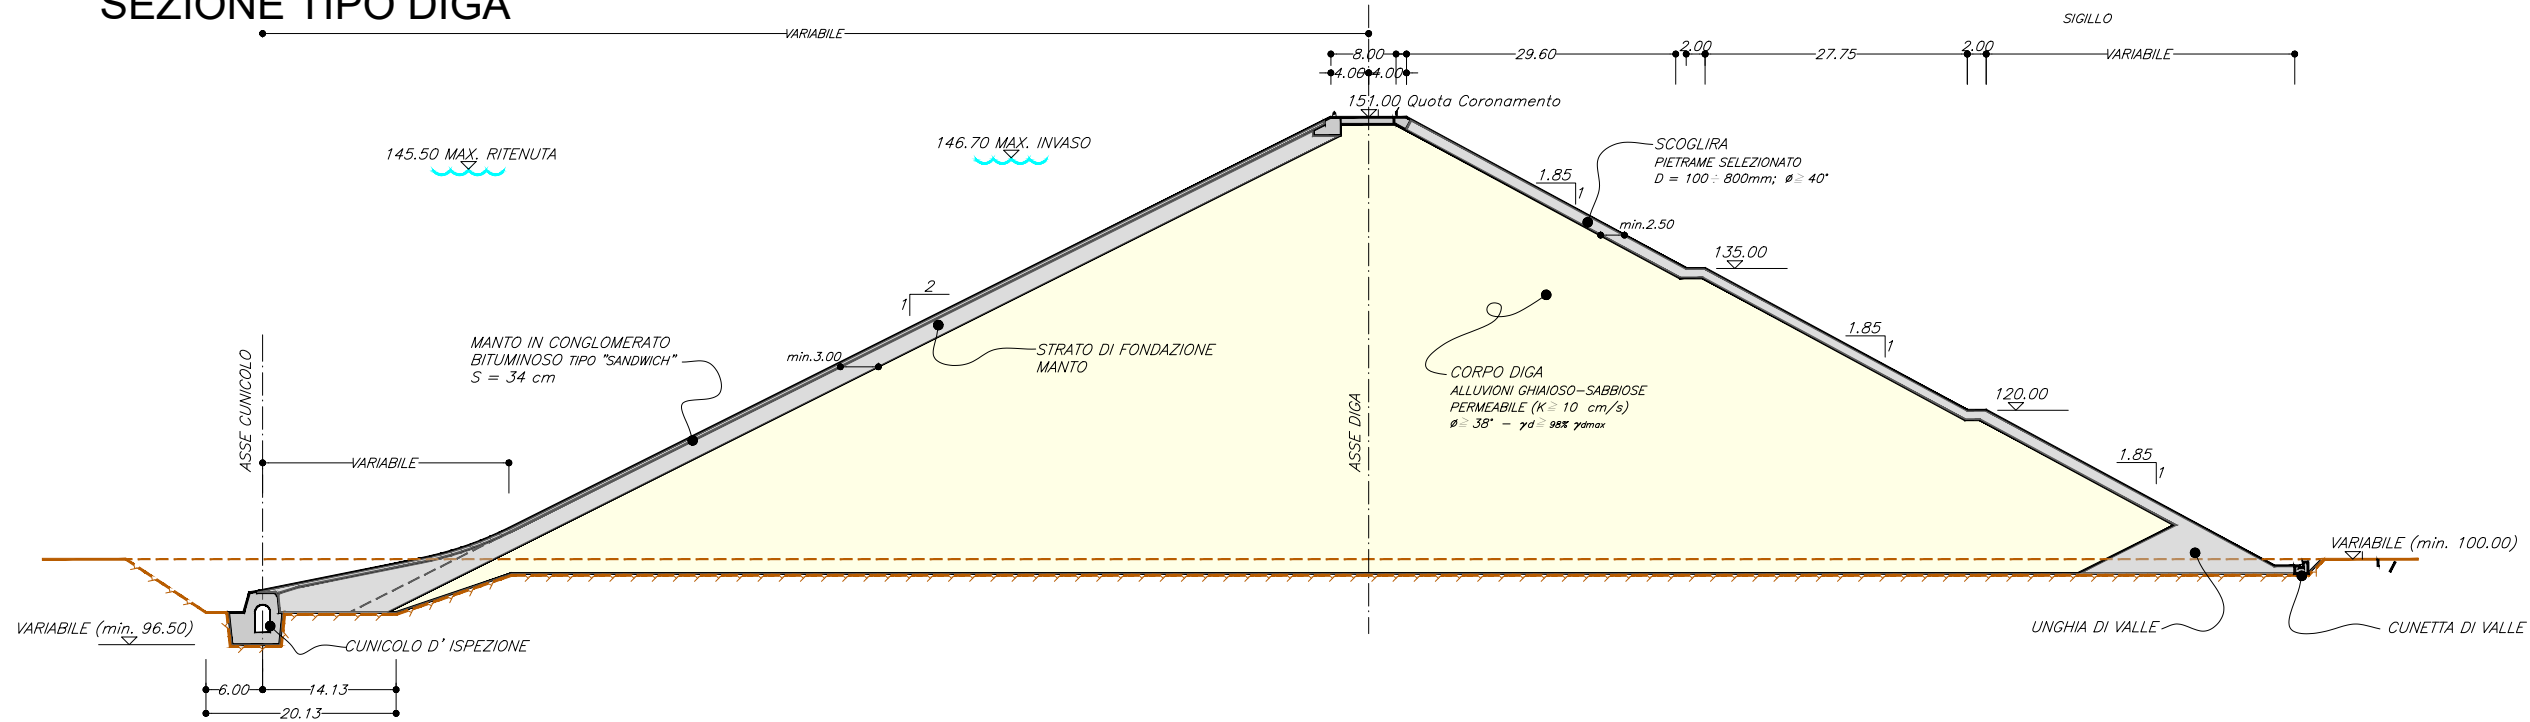 SEZIONE TIPO DIGA
SIGILLO
VARIABILE
8.00
29.60
2.00
27.75
2.00
VARIABILE
4.00
4.00
151.00 Quota Coronamento
145.50 MAX. RITENUTA
146.70 MAX. INVASO
SCOGLIRA
PIETRAME SELEZIONATO
D = 100÷800mm; ø≧40°
1.85
1
min.2.50
135.00
2
1
MANTO IN CONGLOMERATO
BITUMINOSO TIPO "SANDWICH"
S = 34 cm
min.3.00
STRATO DI FONDAZIONE
MANTO
1.85
1
CORPO DIGA
ALLUVIONI GHIAIOSO-SABBIOSE
PERMEABILE (K≧10 cm/s)
ø≧38° - γd≧98% γdmax
120.00
ASSE CUNICOLO
ASSE DIGA
VARIABILE
1.85
1
VARIABILE (min. 100.00)
VARIABILE (min. 96.50)
CUNICOLO D' ISPEZIONE
UNGHIA DI VALLE
CUNETTA DI VALLE
6.00
14.13
20.13